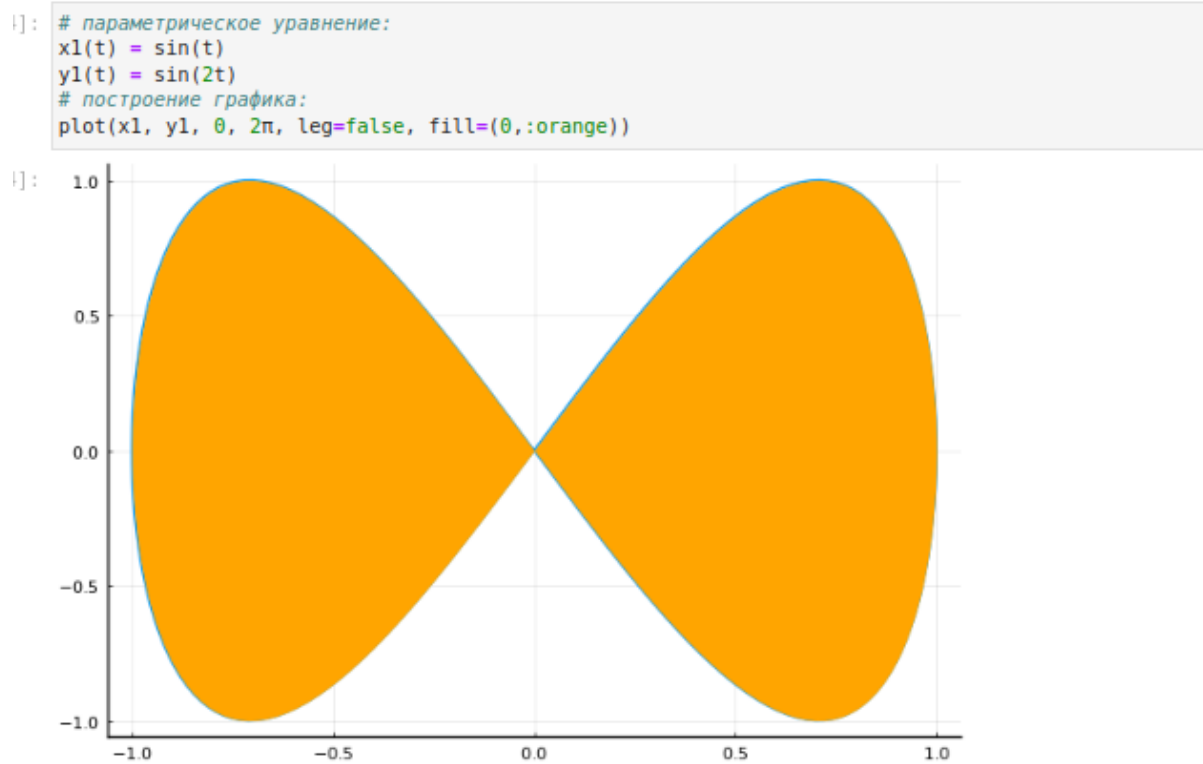 ]:
# параметрическое уравнение:
x1(t) = sin(t)
y1(t) = sin(2t)
# построение графика:
plot(x1, y1, 0, 2π, leg=false, fill=(0,:orange))
]:
1.0
0.5
0.0
−0.5
−1.0
−1.0 −0.5 0.0 0.5 1.0